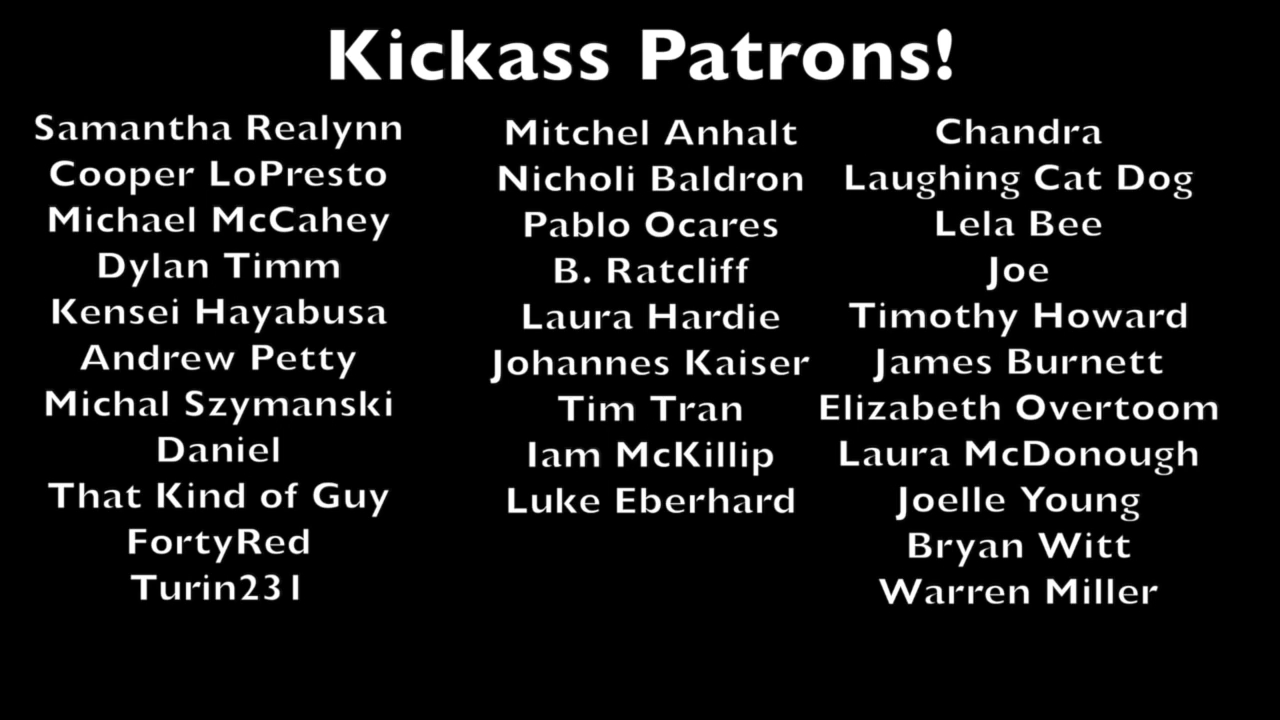 Kickass Patrons!
Samantha Realynn
Cooper LoPresto
Michael McCahey
Dylan Timm
Kensei Hayabusa
Andrew Petty
Michal Szymanski
Daniel
That Kind of Guy
FortyRed
Turin231
Mitchel Anhalt
Nicholi Baldron
Pablo Ocares
B. Ratcliff
Laura Hardie
Johannes Kaiser
Tim Tran
Iam McKillip
Luke Eberhard
Chandra
Laughing Cat Dog
Lela Bee
Joe
Timothy Howard
James Burnett
Elizabeth Overtoom
Laura McDonough
Joelle Young
Bryan Witt
Warren Miller